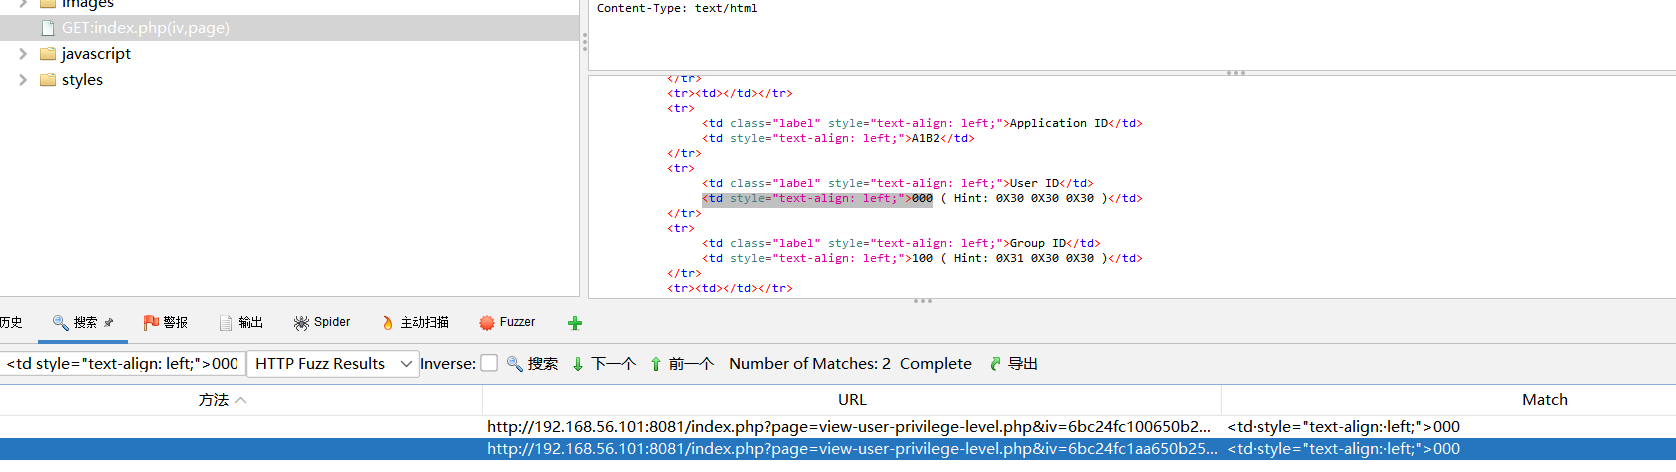 images
GET:index.php(iv,page)
javascript
styles
Content-Type: text/html
</tr>
<tr><td></td></tr>
<tr>
<td class="label" style="text-align: left;">Application ID</td>
<td style="text-align: left;">A1B2</td>
</tr>
<tr>
<td class="label" style="text-align: left;">User ID</td>
<td style="text-align: left;">000 ( Hint: 0X30 0X30 0X30 )</td>
</tr>
<tr>
<td class="label" style="text-align: left;">Group ID</td>
<td style="text-align: left;">100 ( Hint: 0X31 0X30 0X30 )</td>
</tr>
<tr><td></td></tr>
历史 搜索 警报 输出 Spider 主动扫描 Fuzzer
<td style="text-align: left;">000 HTTP Fuzz Results Inverse: 搜索 下一个 前一个 Number of Matches: 2 Complete 导出
方法 URL Match
http://192.168.56.101:8081/index.php?page=view-user-privilege-level.php&iv=6bc24fc100650b2... <td·style="text-align:·left;">000
http://192.168.56.101:8081/index.php?page=view-user-privilege-level.php&iv=6bc24fc1aa650b25... <td·style="text-align:·left;">000